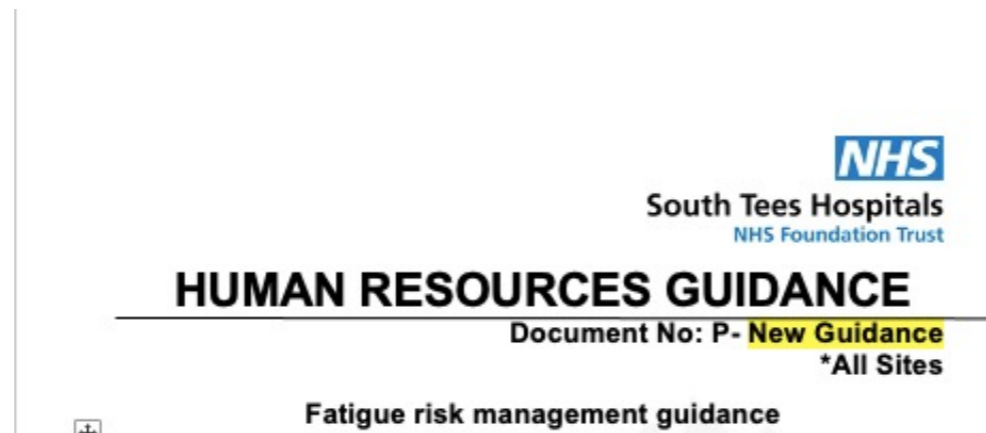 NHS
South Tees Hospitals
NHS Foundation Trust
HUMAN RESOURCES GUIDANCE
Document No: P- New Guidance
*All Sites
Fatigue risk management guidance